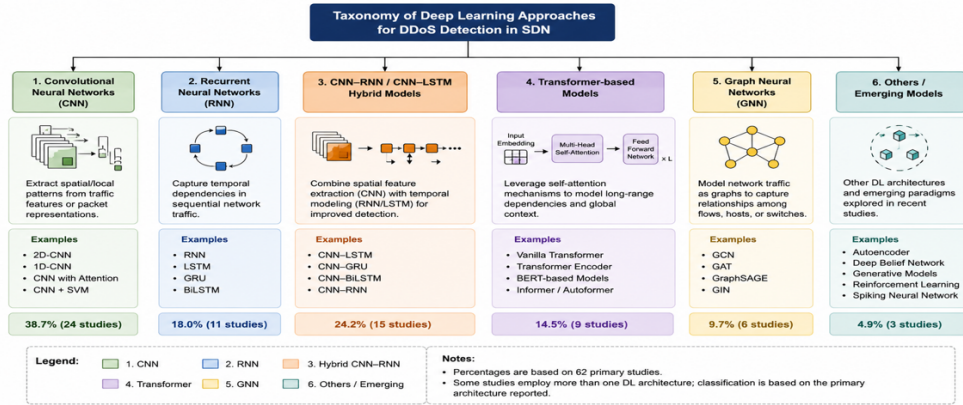 Taxonomy of Deep Learning Approaches
for DDoS Detection in SDN
1. Convolutional
Neural Networks
(CNN)
2. Recurrent
Neural Networks
(RNN)
3. CNN–RNN / CNN–LSTM
Hybrid Models
4. Transformer-based
Models
5. Graph Neural
Networks (GNN)
6. Others /
Emerging Models
Extract spatial/local
patterns from traffic
features or packet
representations.
Capture temporal
dependencies in
sequential network
traffic.
Combine spatial feature
extraction (CNN) with temporal
modeling (RNN/LSTM) for
improved detection.
Input
Embedding
Multi-Head
Self-Attention
Feed
Forward
Network
× L
Leverage self-attention
mechanisms to model long-range
dependencies and global
context.
Model network traffic
as graphs to capture
relationships among
flows, hosts, or switches.
Other DL architectures
and emerging paradigms
explored in recent
studies.
Examples
• 2D-CNN
• 1D-CNN
• CNN with Attention
• CNN + SVM
Examples
• RNN
• LSTM
• GRU
• BiLSTM
Examples
• CNN–LSTM
• CNN–GRU
• CNN–BiLSTM
• CNN–RNN
Examples
• Vanilla Transformer
• Transformer Encoder
• BERT-based Models
• Informer / Autoformer
Examples
• GCN
• GAT
• GraphSAGE
• GIN
Examples
• Autoencoder
• Deep Belief Network
• Generative Models
• Reinforcement Learning
• Spiking Neural Network
38.7% (24 studies)
18.0% (11 studies)
24.2% (15 studies)
14.5% (9 studies)
9.7% (6 studies)
4.9% (3 studies)
Legend:
1. CNN
2. RNN
3. Hybrid CNN–RNN
4. Transformer
5. GNN
6. Others / Emerging
Notes:
• Percentages are based on 62 primary studies.
• Some studies employ more than one DL architecture; classification is based on the primary
architecture reported.